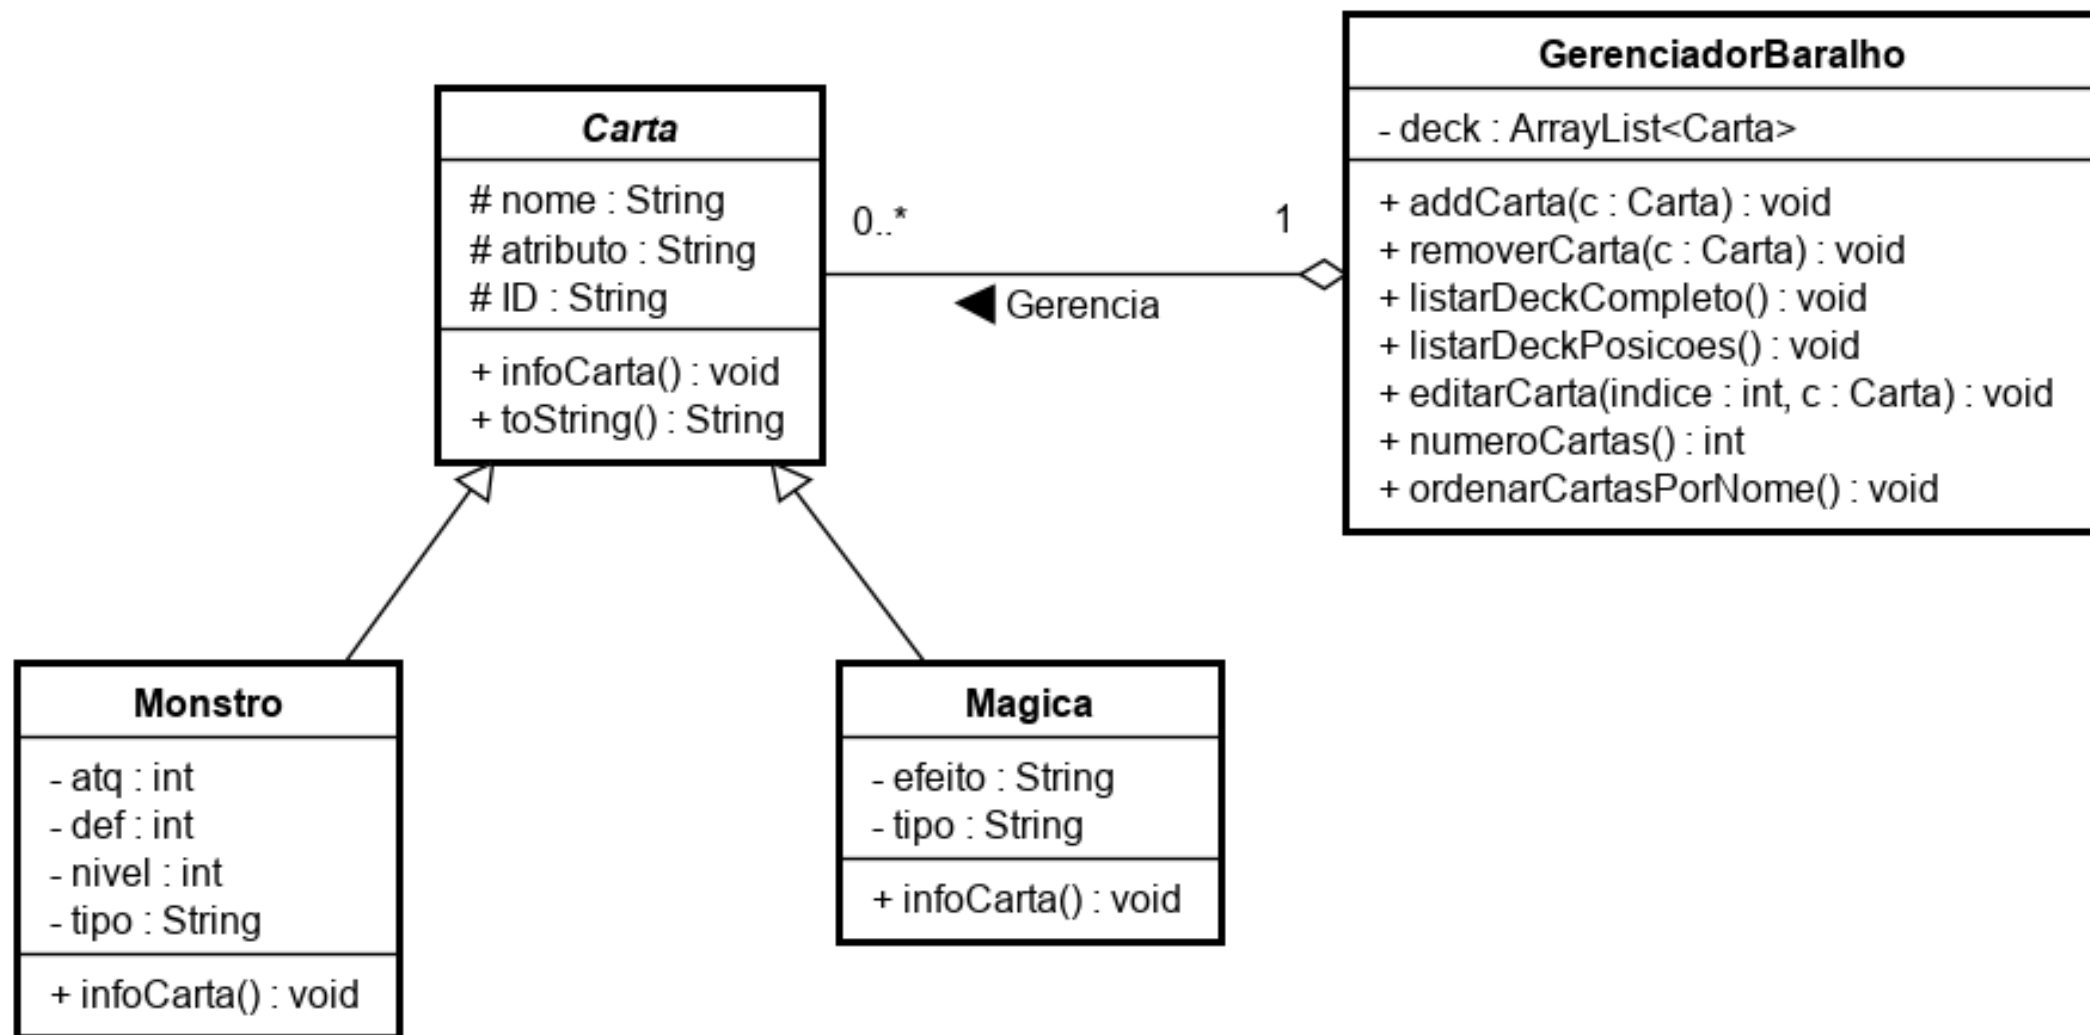 Carta
# nome : String
# atributo : String
# ID : String
+ infoCarta() : void
+ toString() : String
0..*
1
Gerencia
GerenciadorBaralho
- deck : ArrayList<Carta>
+ addCarta(c : Carta) : void
+ removerCarta(c : Carta) : void
+ listarDeckCompleto() : void
+ listarDeckPosicoes() : void
+ editarCarta(indice : int, c : Carta) : void
+ numeroCartas() : int
+ ordenarCartasPorNome() : void
Monstro
- atq : int
- def : int
- nivel : int
- tipo : String
+ infoCarta() : void
Magica
- efeito : String
- tipo : String
+ infoCarta() : void